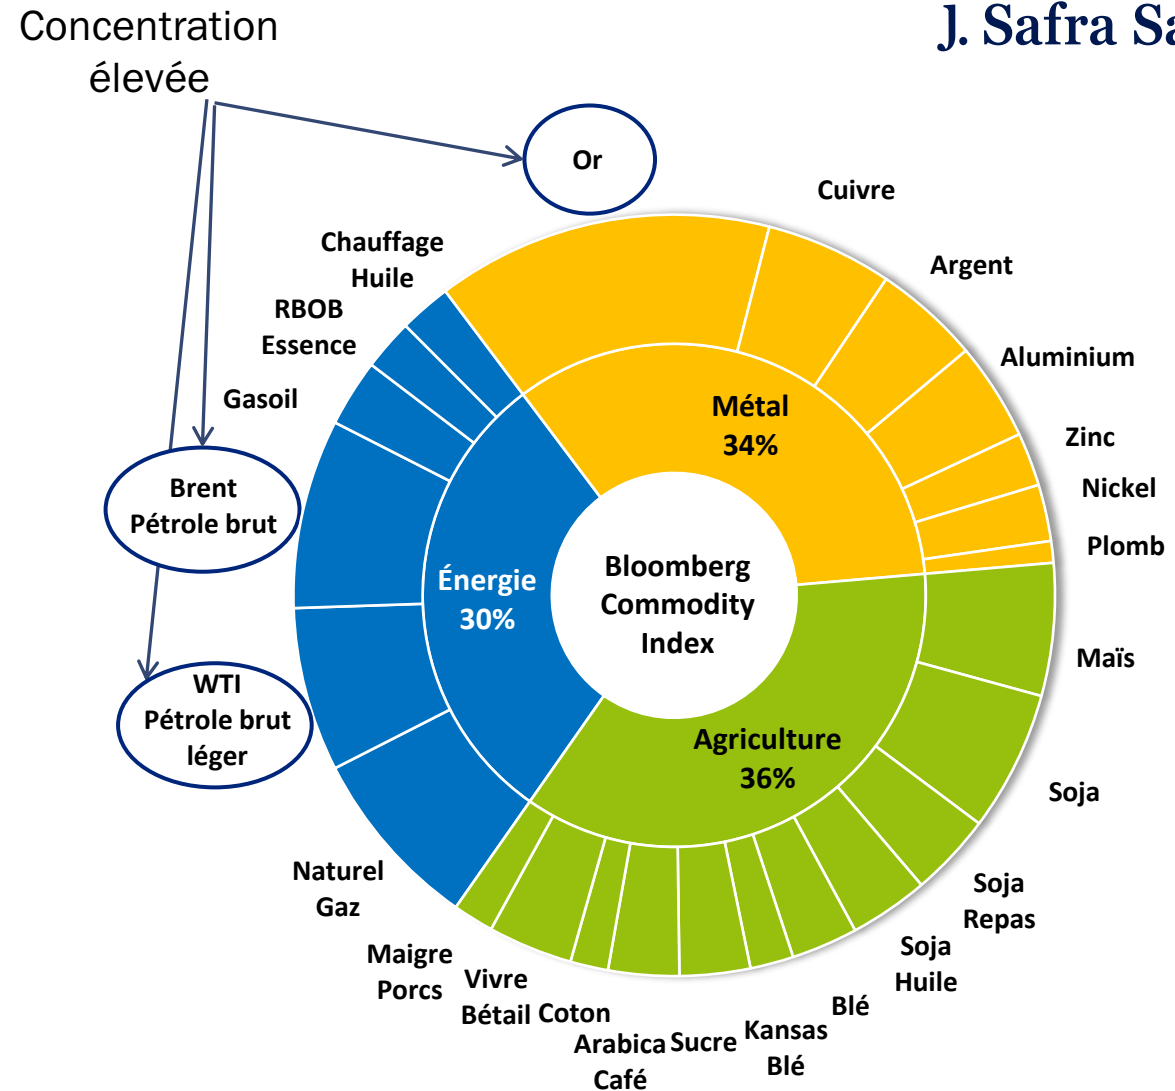 Concentration
élevée
J. Safra Sa
Or
Cuivre
Argent
Aluminium
Zinc
Nickel
Plomb
Maïs
Soja
Soja
Repas
Soja
Huile
Blé
Kansas
Blé
Sucre
Arabica
Café
Coton
Vivre
Bétail
Maigre
Porcs
Naturel
Gaz
WTI
Pétrole brut
léger
Brent
Pétrole brut
Gasoil
RBOB
Essence
Chauffage
Huile
Métal
34%
Énergie
30%
Agriculture
36%
Bloomberg
Commodity
Index